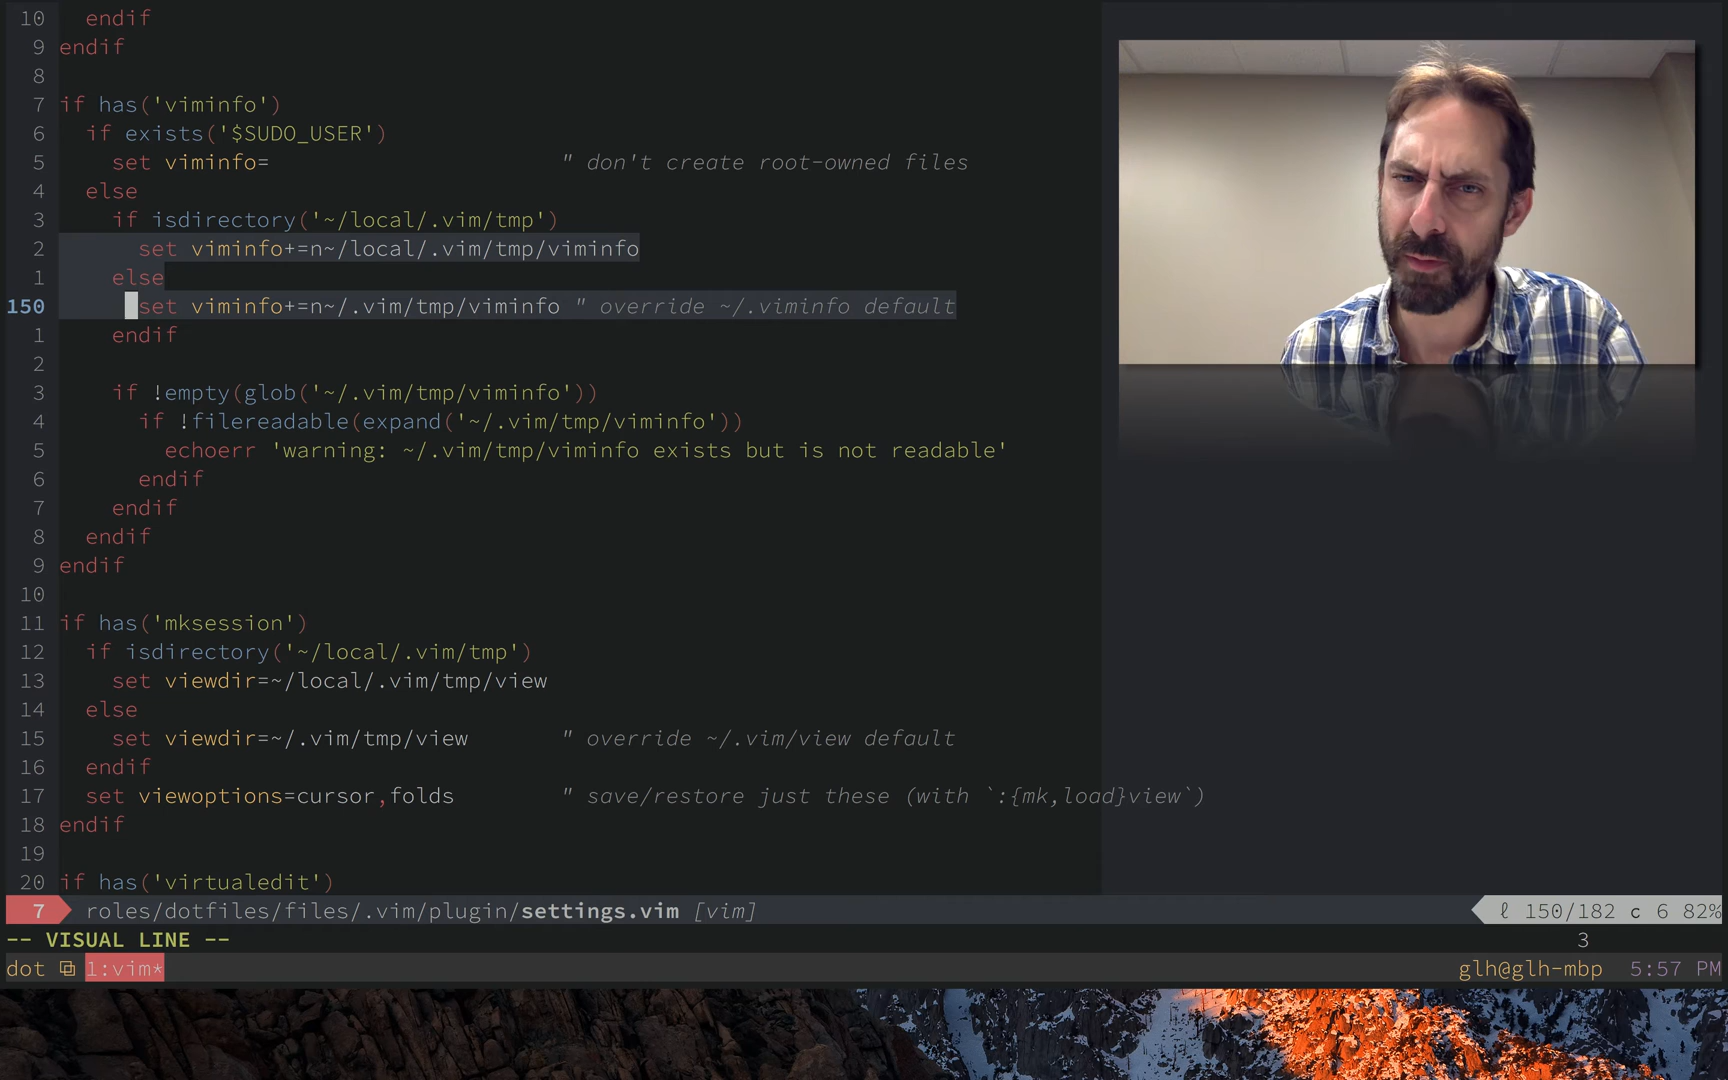 10     endif
9 endif
8
7 if has('viminfo')
6   if exists('$SUDO_USER')
5     set viminfo=                      " don't create root-owned files
4   else
3     if isdirectory('~/local/.vim/tmp')
2       set viminfo+=n~/local/.vim/tmp/viminfo
1     else
150       set viminfo+=n~/.vim/tmp/viminfo " override ~/.viminfo default
1     endif
2
3     if !empty(glob('~/.vim/tmp/viminfo'))
4       if !filereadable(expand('~/.vim/tmp/viminfo'))
5         echoerr 'warning: ~/.vim/tmp/viminfo exists but is not readable'
6       endif
7     endif
8   endif
9 endif
10
11 if has('mksession')
12   if isdirectory('~/local/.vim/tmp')
13     set viewdir=~/local/.vim/tmp/view
14   else
15     set viewdir=~/.vim/tmp/view       " override ~/.vim/view default
16   endif
17   set viewoptions=cursor,folds        " save/restore just these (with `:{mk,load}view`)
18 endif
19
20 if has('virtualedit')
7 roles/dotfiles/files/.vim/plugin/settings.vim [vim] ℓ 150/182 c 6 82%
-- VISUAL LINE -- 3
dot 1:vim* glh@glh-mbp 5:57 PM